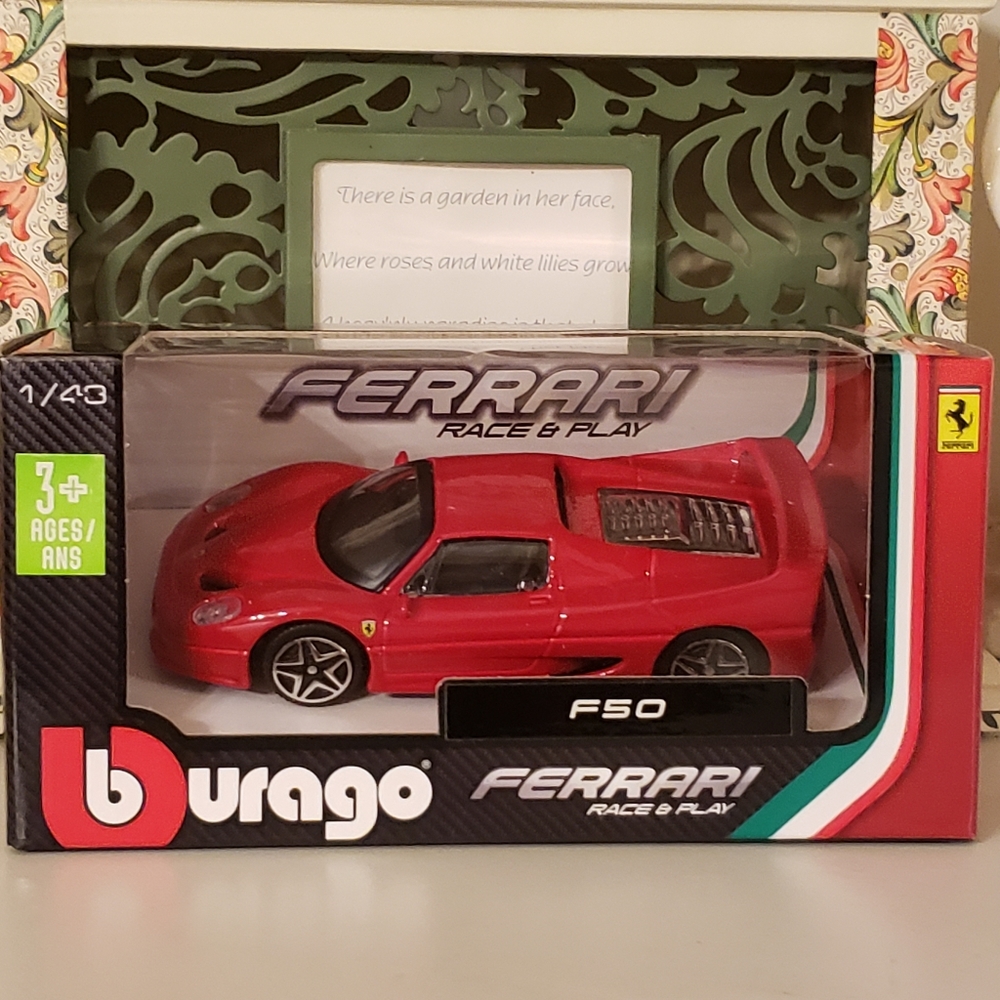 There is a garden in her face,
Where roses and white lilies grow
1/43
FERRARI
RACE & PLAY
Ferrari
3+
AGES/
ANS
F50
burago
FERRARI
RACE & PLAY